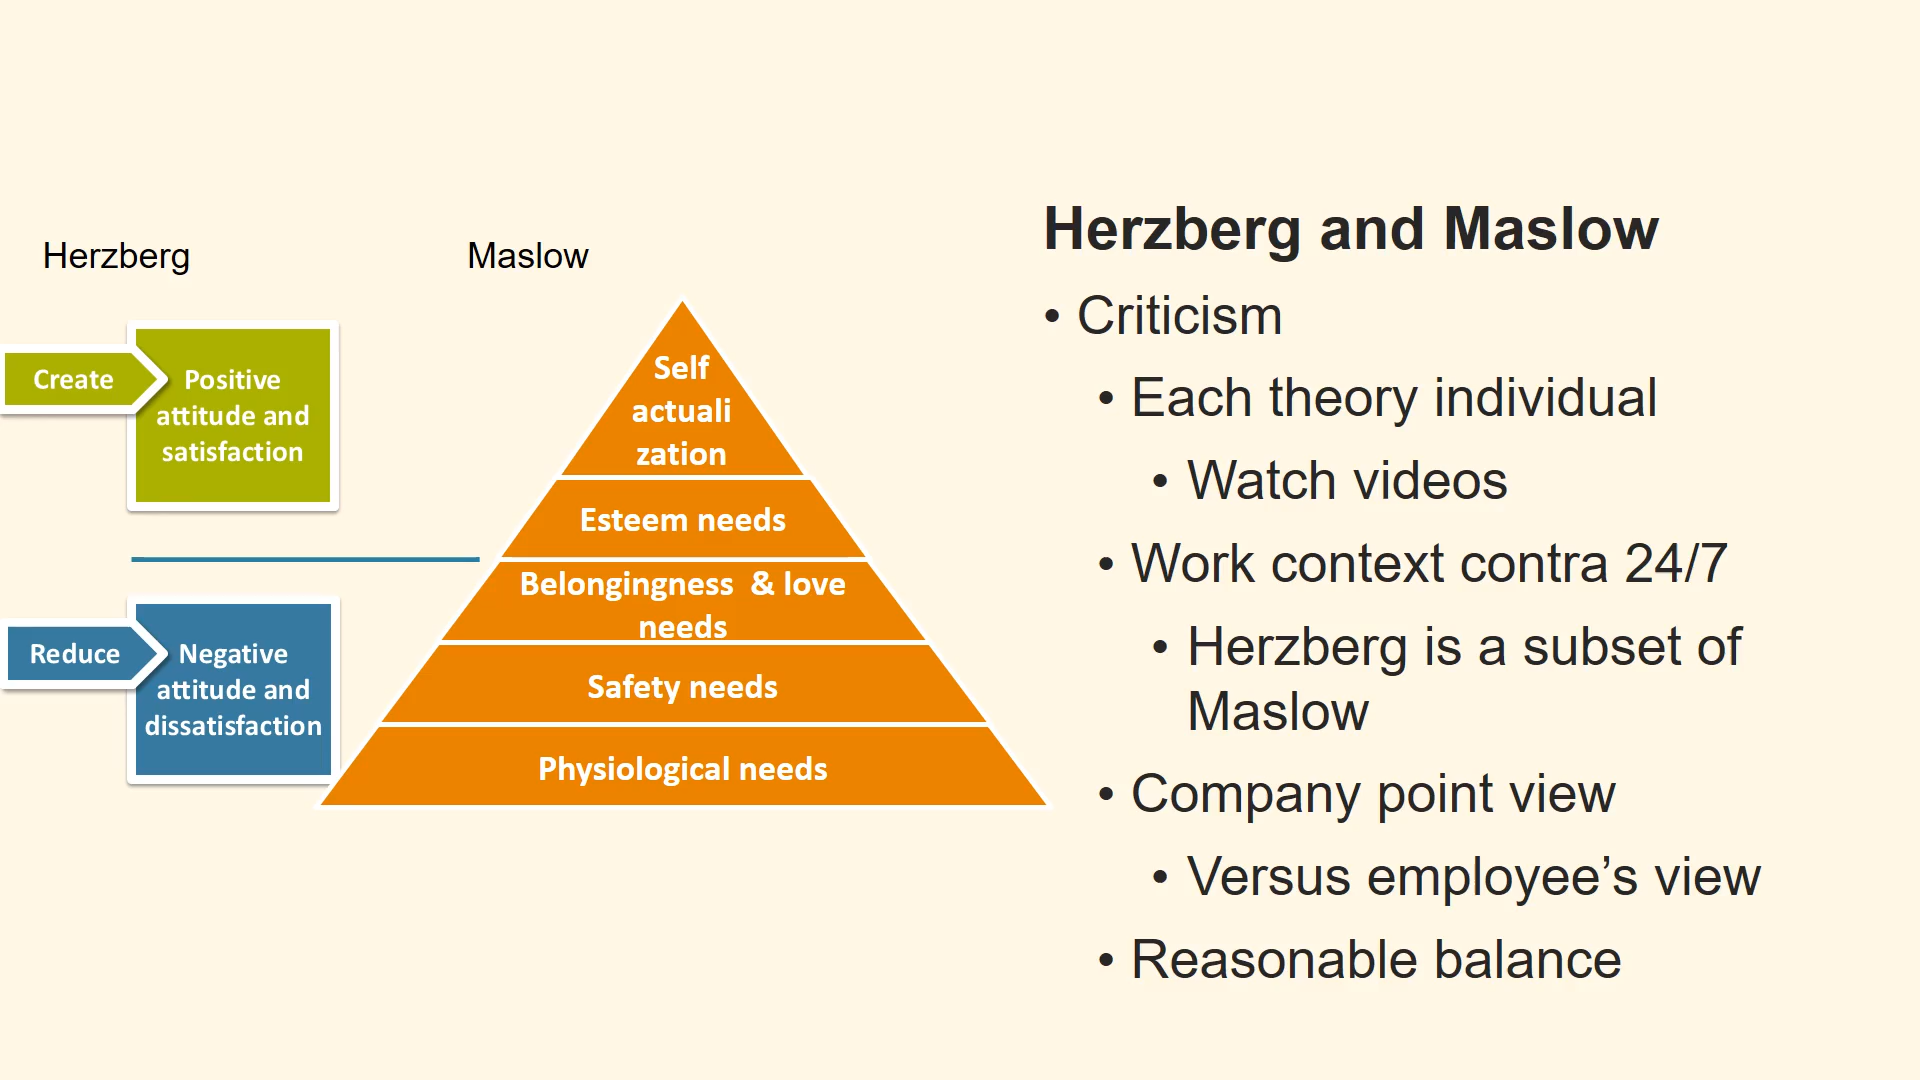 Herzberg
Maslow
Create
Positive
attitude and
satisfaction
Reduce
Negative
attitude and
dissatisfaction
Self
actuali
zation
Esteem needs
Belongingness & love
needs
Safety needs
Physiological needs
Herzberg and Maslow
• Criticism
• Each theory individual
• Watch videos
• Work context contra 24/7
• Herzberg is a subset of
Maslow
• Company point view
• Versus employee’s view
• Reasonable balance